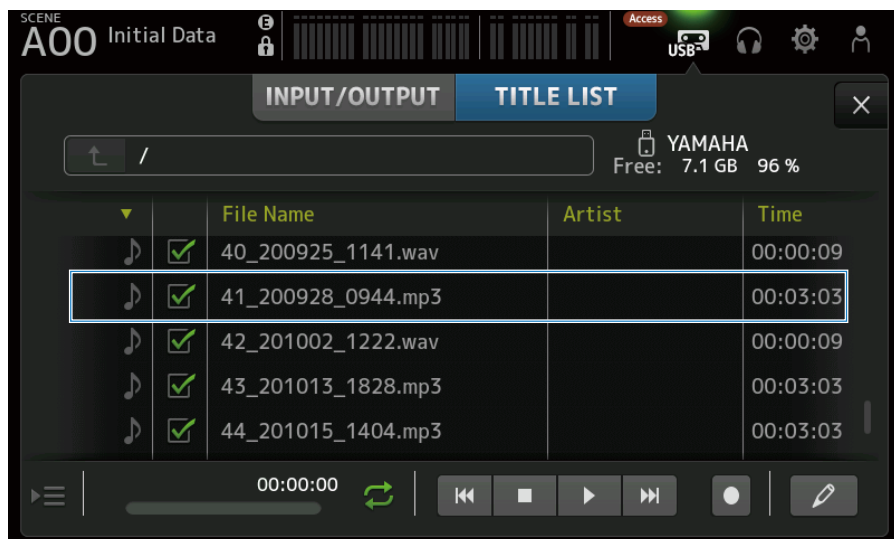 SCENE
A00 Initial Data
E
Access
USB
INPUT/OUTPUT
TITLE LIST
/
YAMAHA
Free: 7.1 GB 96 %
File Name Artist Time
40_200925_1141.wav 00:00:09
41_200928_0944.mp3 00:03:03
42_201002_1222.wav 00:00:09
43_201013_1828.mp3 00:03:03
44_201015_1404.mp3 00:03:03
00:00:00